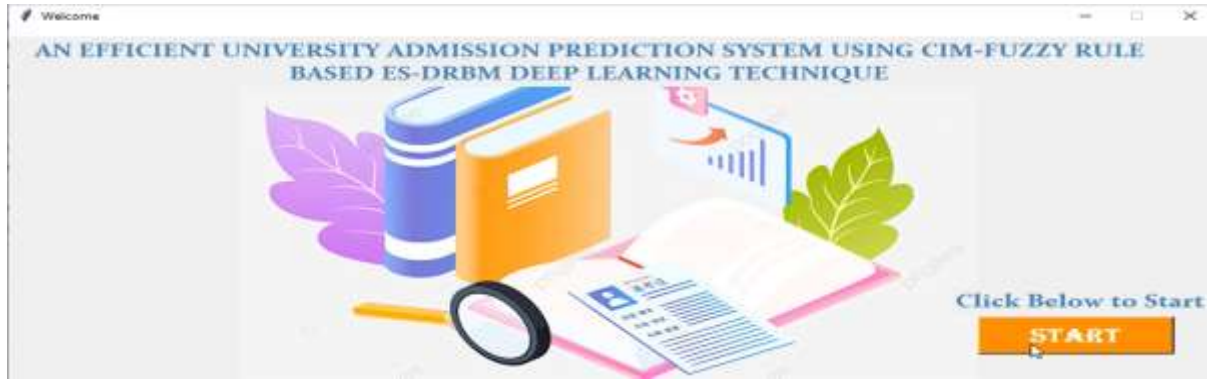 Welcome
AN EFFICIENT UNIVERSITY ADMISSION PREDICTION SYSTEM USING CIM-FUZZY RULE
BASED ES-DRBM DEEP LEARNING TECHNIQUE
Click Below to Start
START